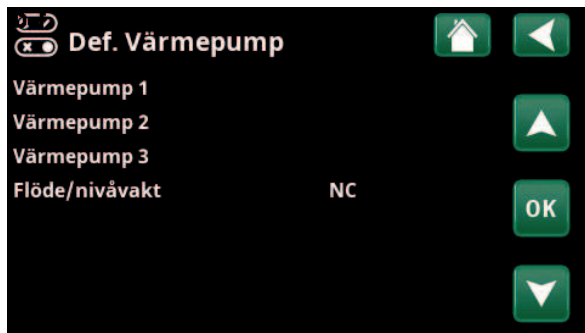 Def. Värmepump
Värmepump 1
Värmepump 2
Värmepump 3
Flöde/nivåvakt NC
OK